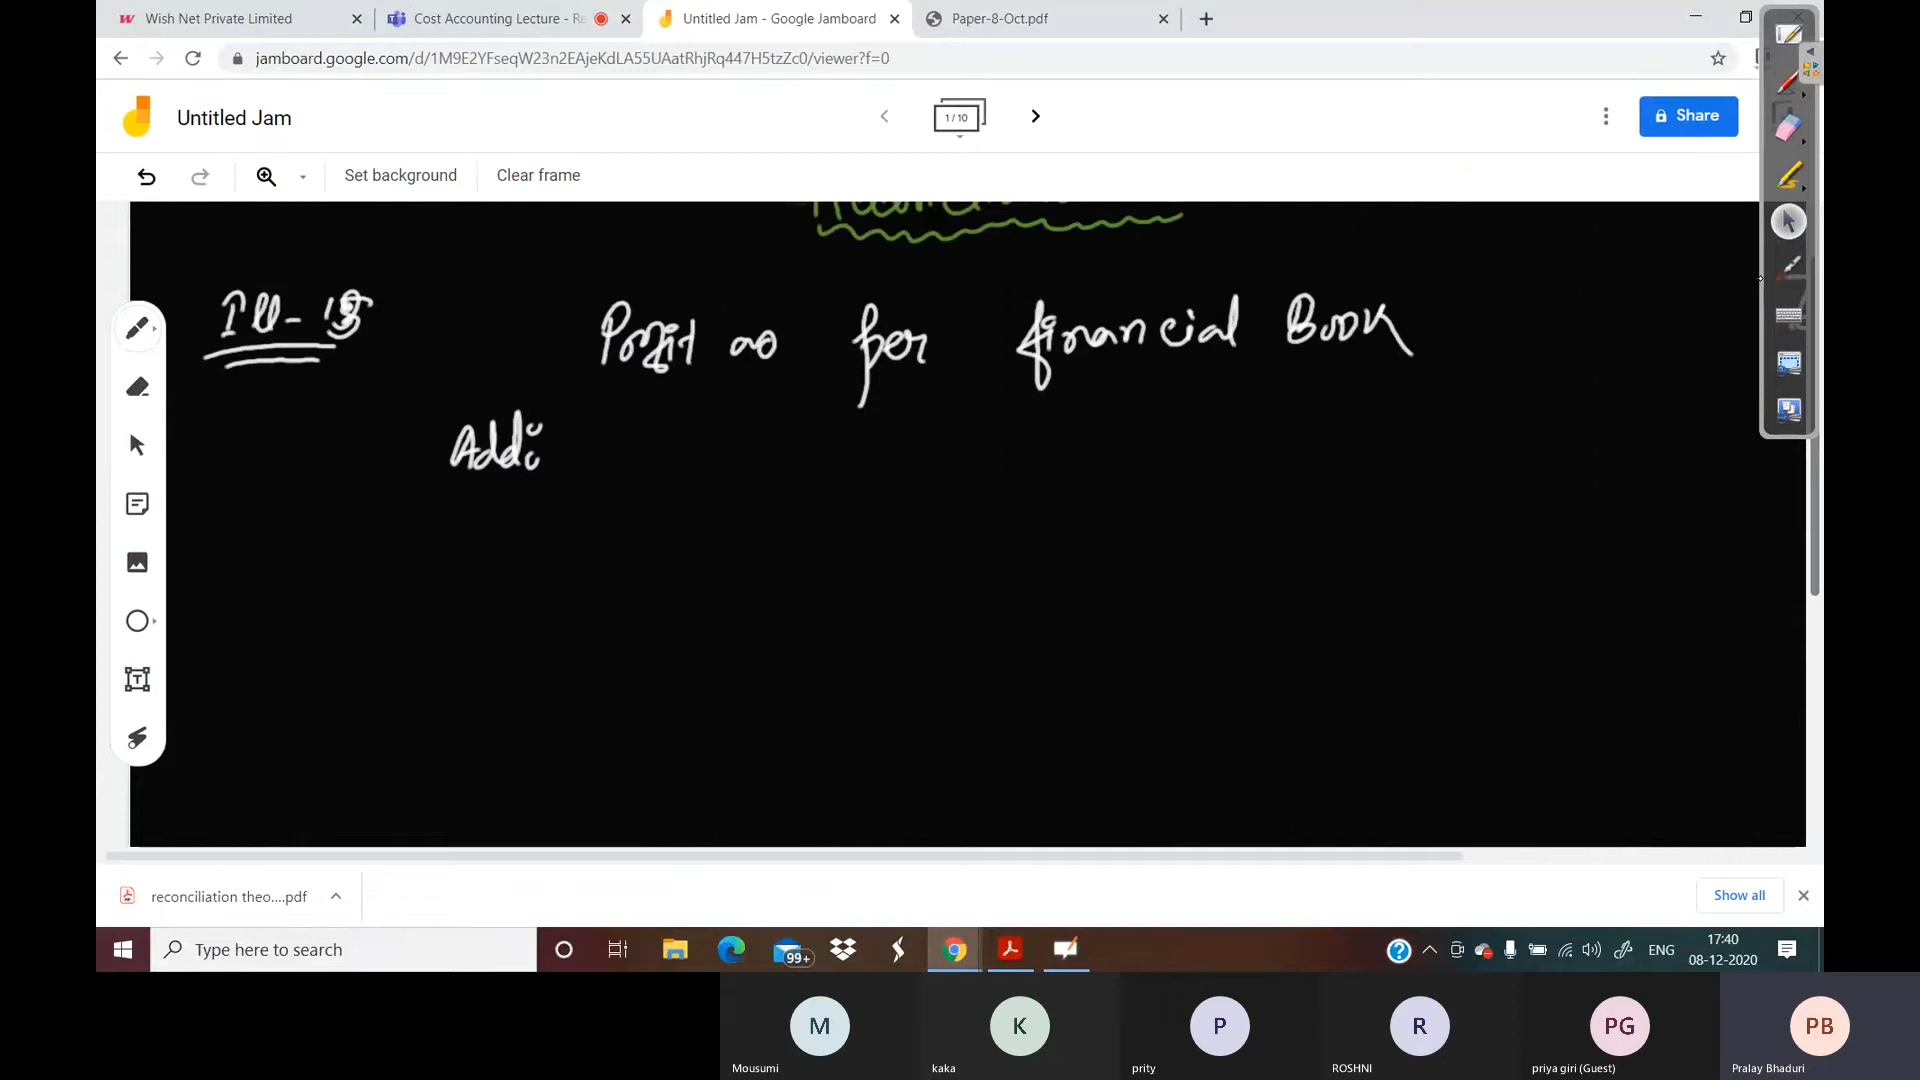 Wish Net Private Limited
Cost Accounting Lecture - Re
Untitled Jam - Google Jamboard
Paper-8-Oct.pdf
jamboard.google.com/d/1M9E2YFseqW23n2EAjeKdLA55UAatRhjRq447H5tzZc0/viewer?f=0
Untitled Jam
1 / 10
Share
Set background
Clear frame
Ill - 
Profit as per financial Book
Add:
reconciliation theo....pdf
Show all
Type here to search
99+
ENG
17:40
08-12-2020
M
K
P
R
PG
PB
Mousumi
kaka
prity
ROSHNI
priya giri (Guest)
Pralay Bhaduri